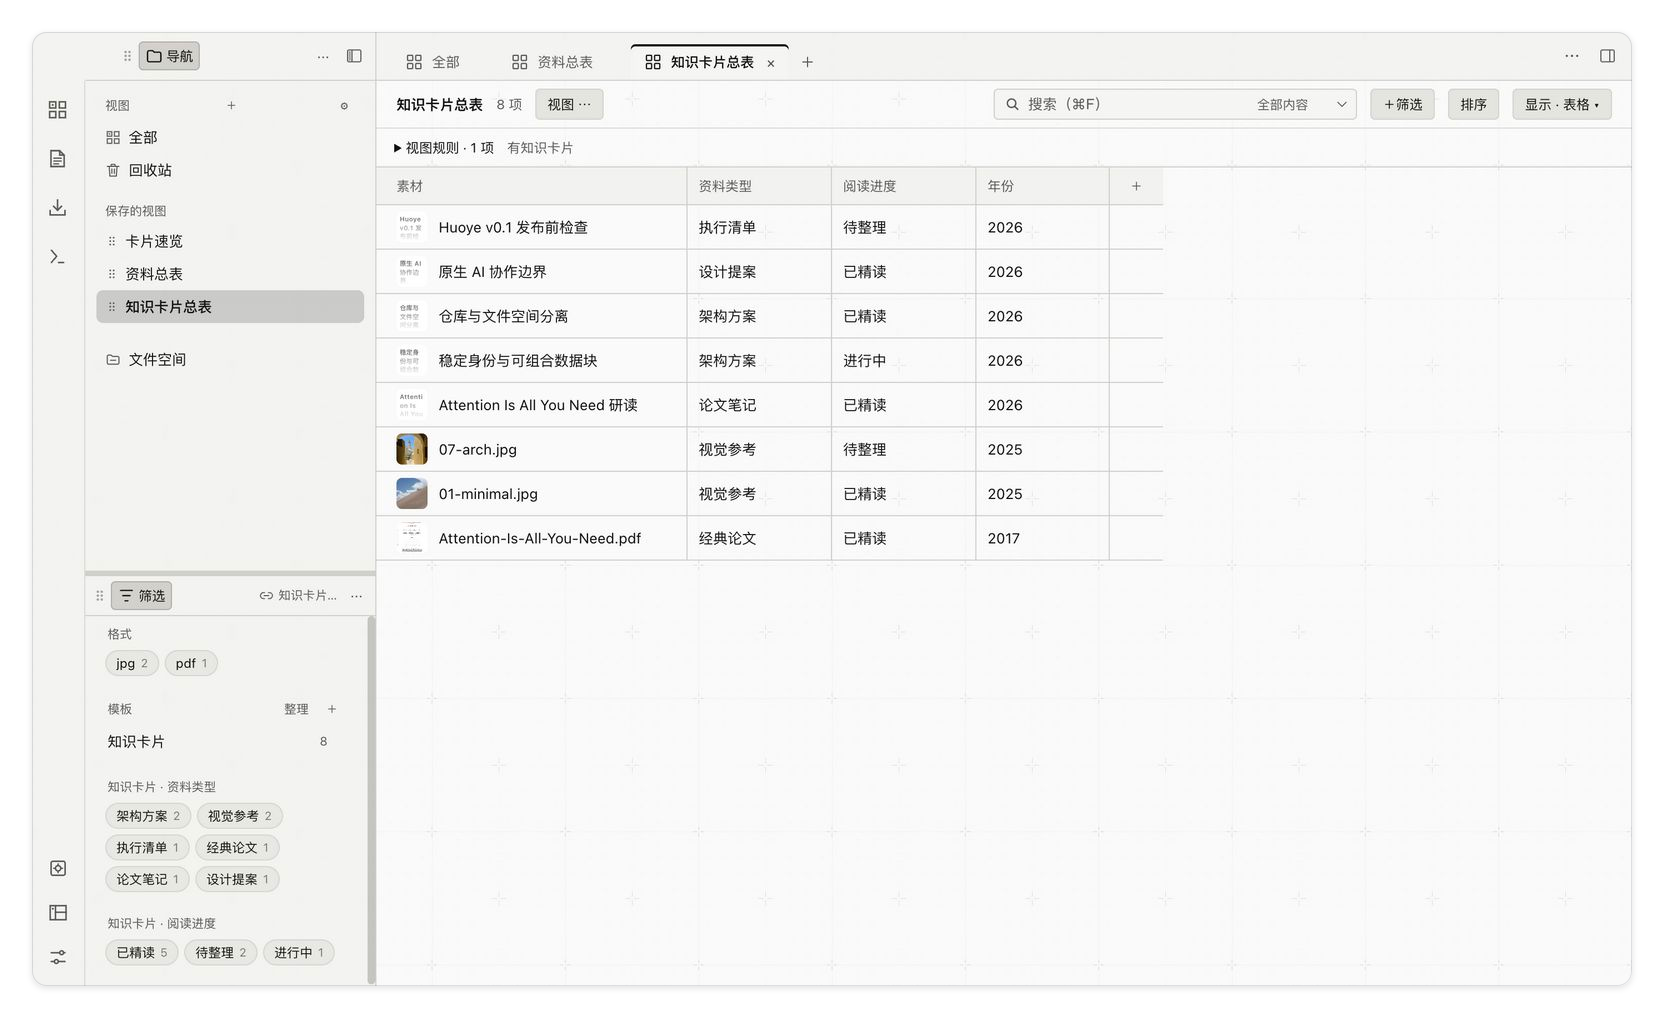 导航
视图
全部
回收站
保存的视图
卡片速览
资料总表
知识卡片总表
文件空间
筛选 知识卡片...
格式
jpg 2 pdf 1
模板 整理 +
知识卡片 8
知识卡片 · 资料类型
架构方案 2 视觉参考 2
执行清单 1 经典论文 1
论文笔记 1 设计提案 1
知识卡片 · 阅读进度
已精读 5 待整理 2 进行中 1
全部 资料总表 知识卡片总表 × +
知识卡片总表 8 项 视图 ··· 搜索（⌘F） 全部内容 +筛选 排序 显示 · 表格 ▾
▶ 视图规则 · 1 项 有知识卡片
素材 资料类型 阅读进度 年份 +
Huoye v0.1 发布前检查 执行清单 待整理 2026
原生 AI 协作边界 设计提案 已精读 2026
仓库与文件空间分离 架构方案 已精读 2026
稳定身份与可组合数据块 架构方案 进行中 2026
Attention Is All You Need 研读 论文笔记 已精读 2026
07-arch.jpg 视觉参考 待整理 2025
01-minimal.jpg 视觉参考 已精读 2025
Attention-Is-All-You-Need.pdf 经典论文 已精读 2017